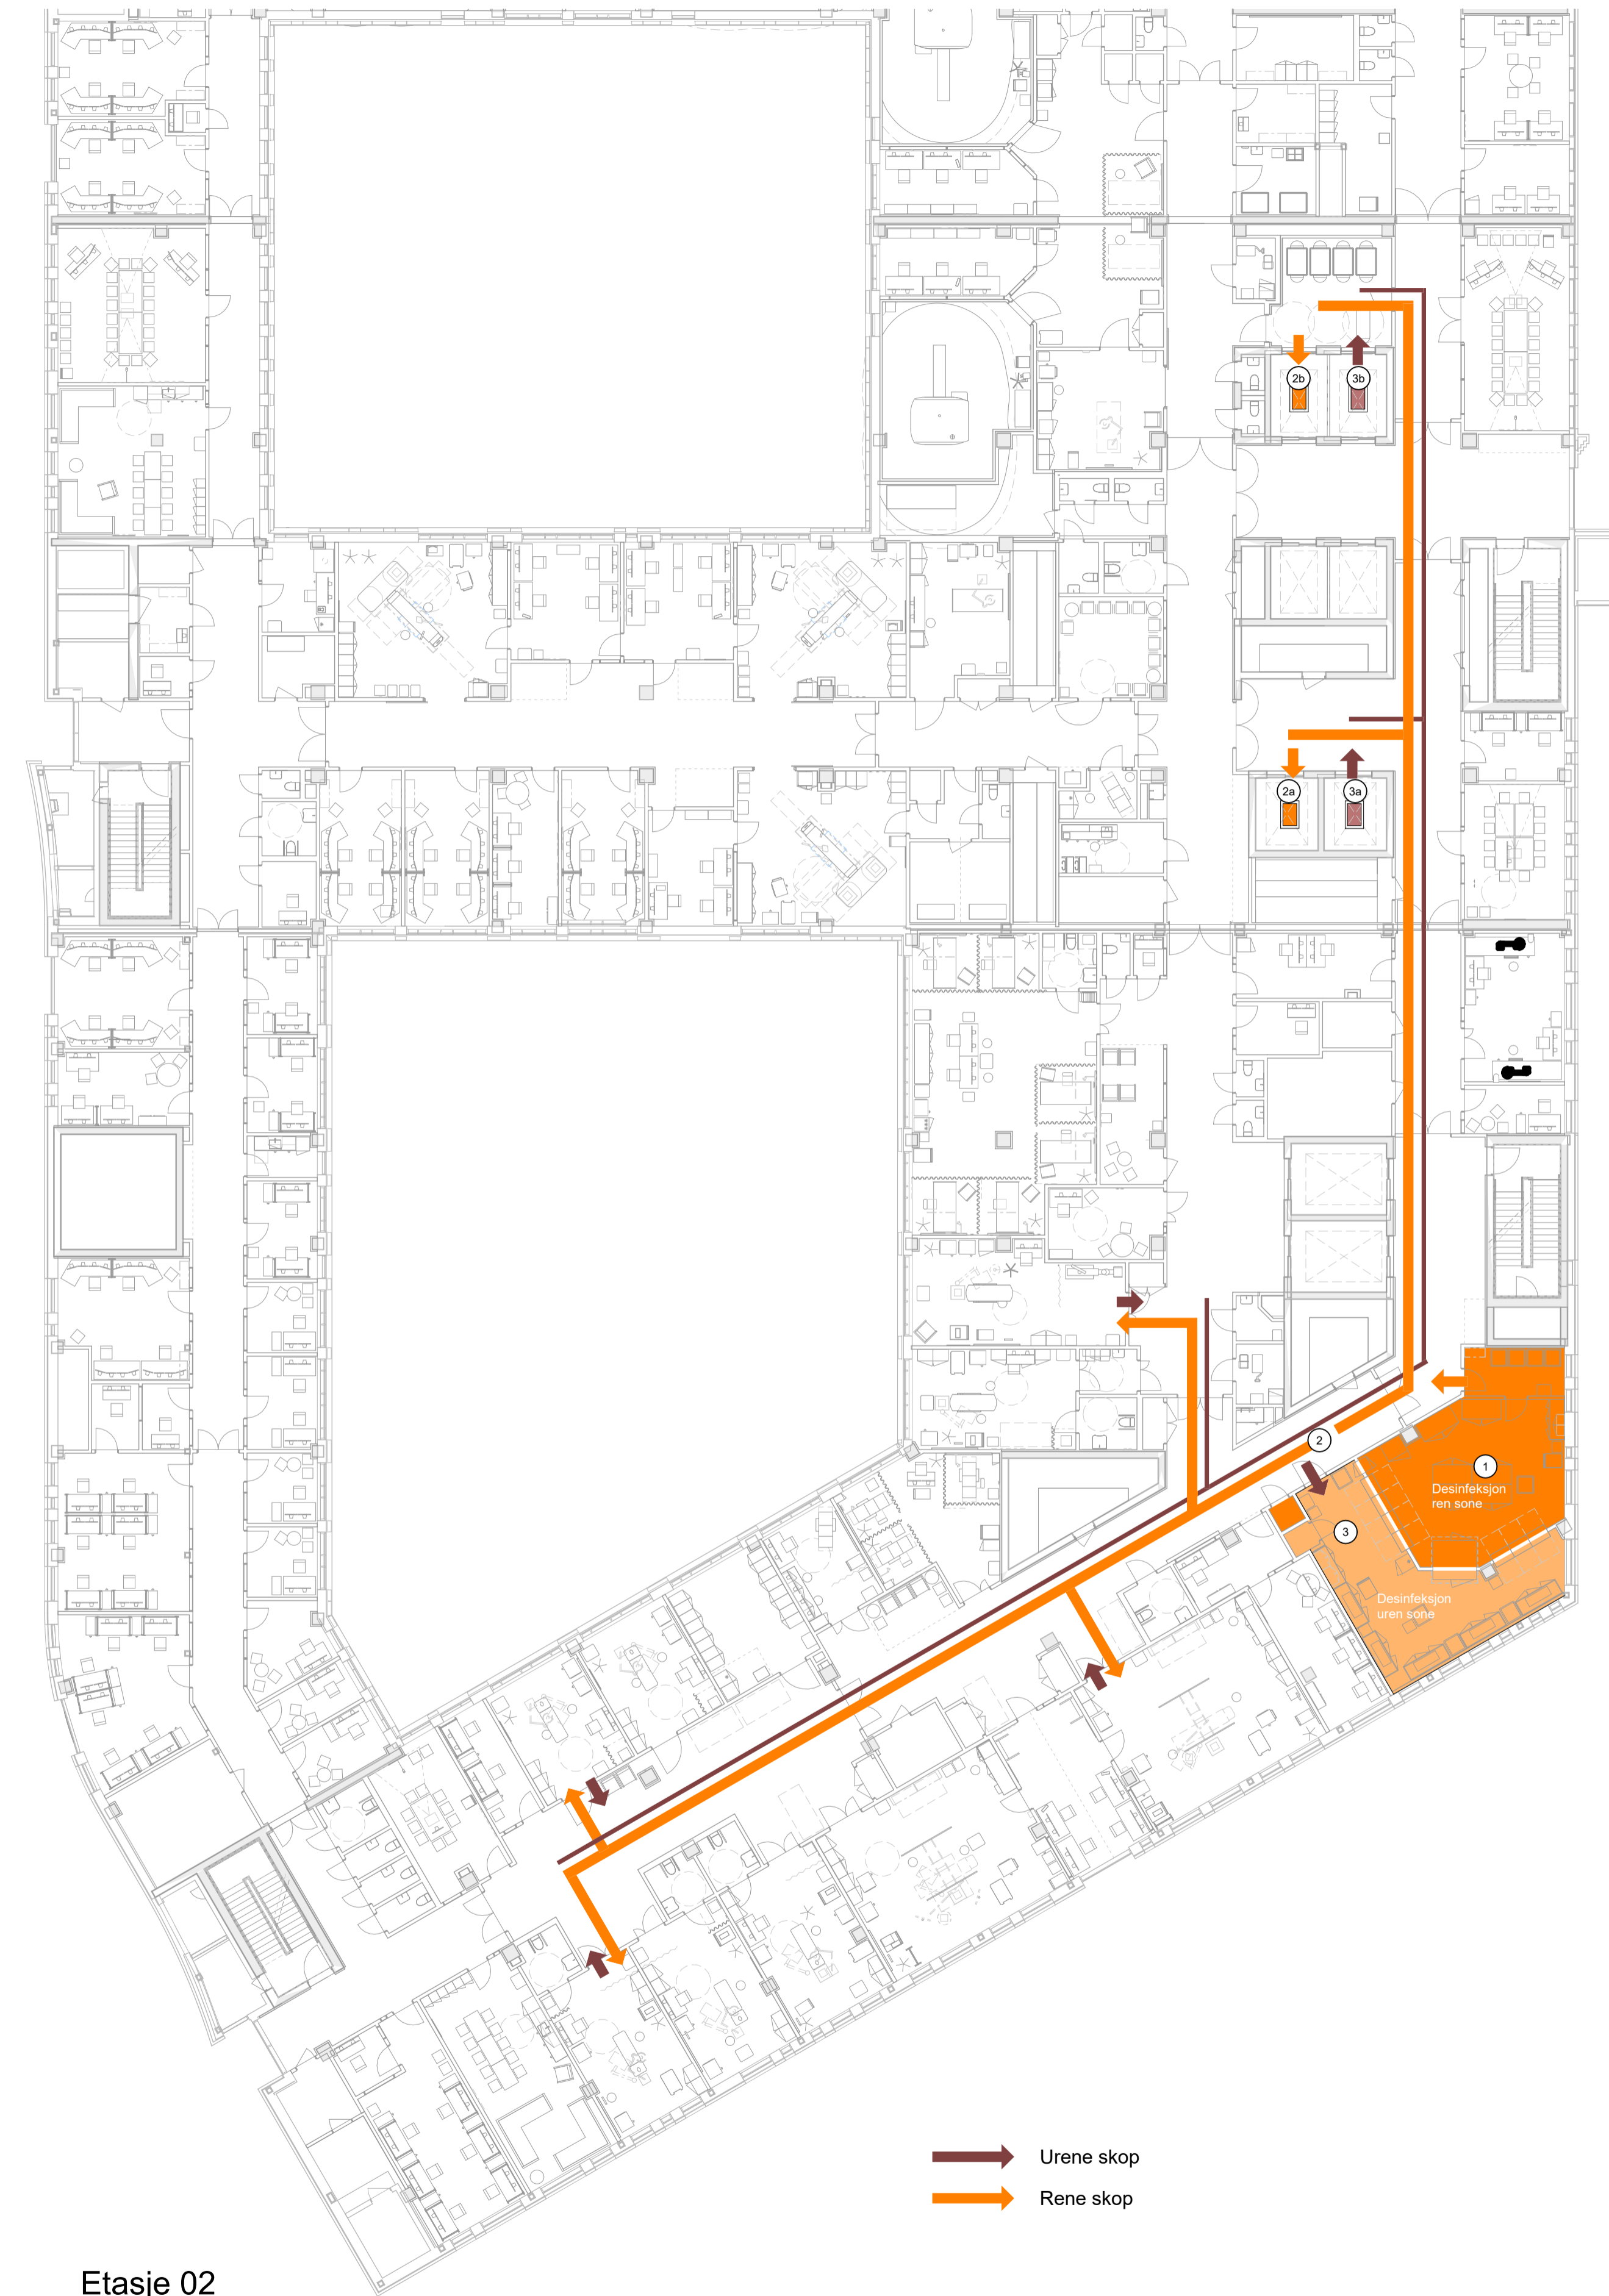 2b
3b
2a
3a
2
1
Desinfeksjon
ren sone
3
Desinfeksjon
uren sone
Urene skop
Rene skop
Etasje 02